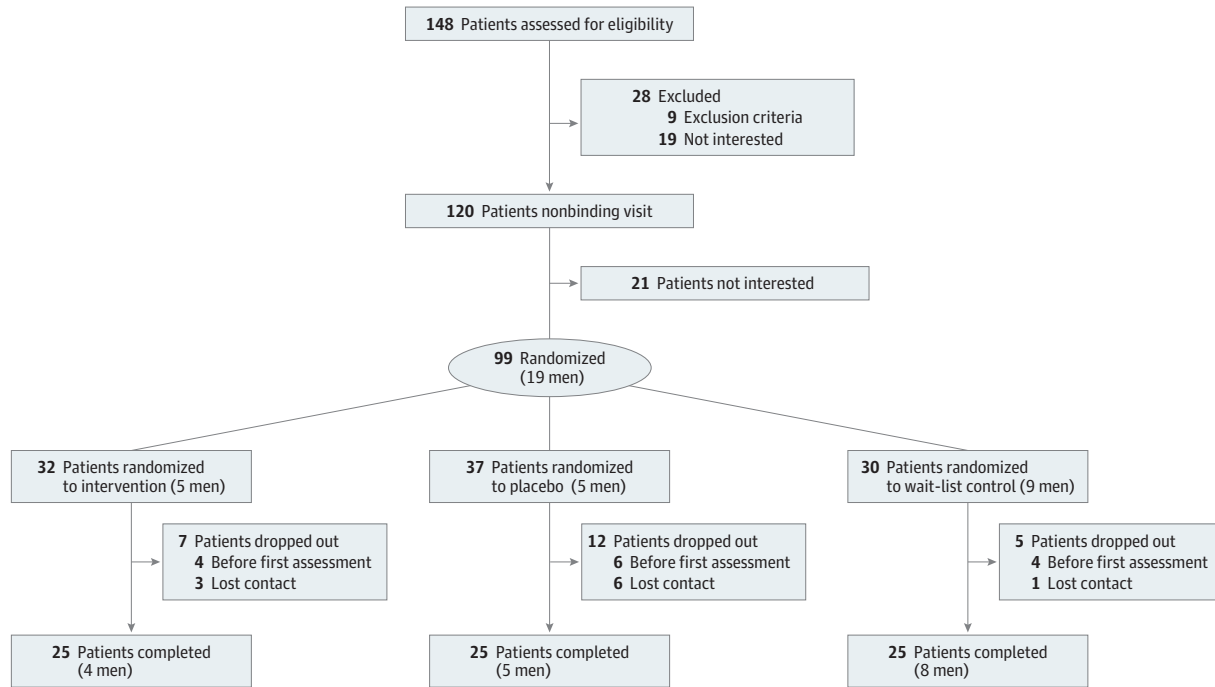 148 Patients assessed for eligibility
28 Excluded
9 Exclusion criteria
19 Not interested
120 Patients nonbinding visit
21 Patients not interested
99 Randomized
(19 men)
32 Patients randomized
to intervention (5 men)
37 Patients randomized
to placebo (5 men)
30 Patients randomized
to wait-list control (9 men)
7 Patients dropped out
4 Before first assessment
3 Lost contact
12 Patients dropped out
6 Before first assessment
6 Lost contact
5 Patients dropped out
4 Before first assessment
1 Lost contact
25 Patients completed
(4 men)
25 Patients completed
(5 men)
25 Patients completed
(8 men)